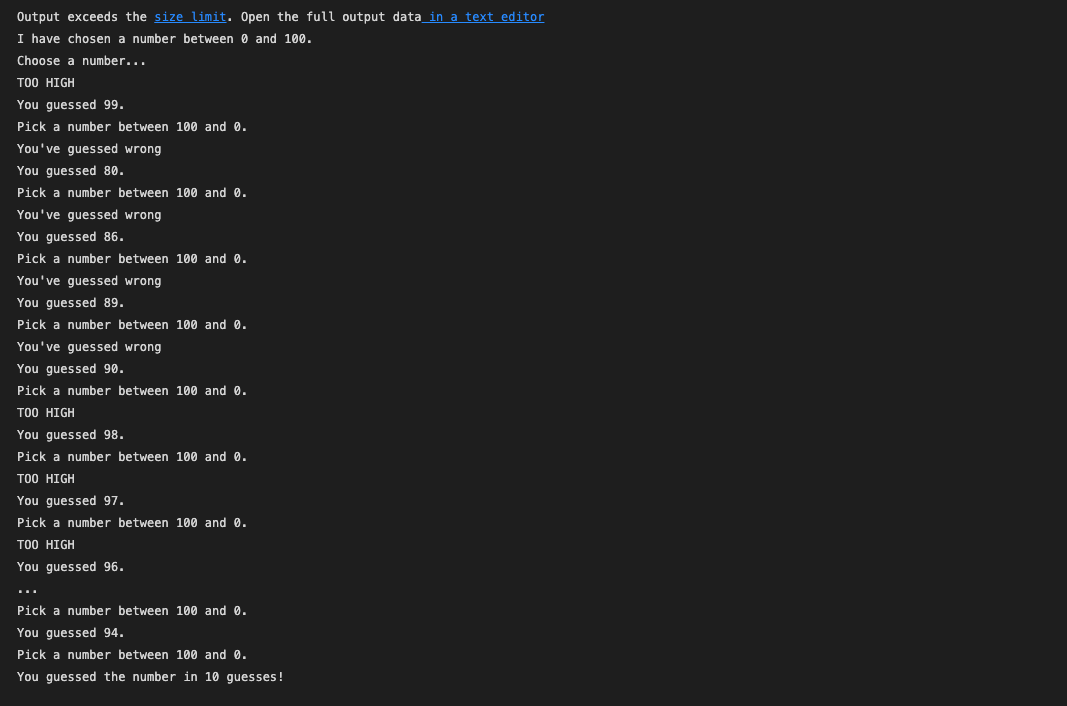 Output exceeds the size limit. Open the full output data in a text editor
I have chosen a number between 0 and 100.
Choose a number...
TOO HIGH
You guessed 99.
Pick a number between 100 and 0.
You've guessed wrong
You guessed 80.
Pick a number between 100 and 0.
You've guessed wrong
You guessed 86.
Pick a number between 100 and 0.
You've guessed wrong
You guessed 89.
Pick a number between 100 and 0.
You've guessed wrong
You guessed 90.
Pick a number between 100 and 0.
TOO HIGH
You guessed 98.
Pick a number between 100 and 0.
TOO HIGH
You guessed 97.
Pick a number between 100 and 0.
TOO HIGH
You guessed 96.
...
Pick a number between 100 and 0.
You guessed 94.
Pick a number between 100 and 0.
You guessed the number in 10 guesses!